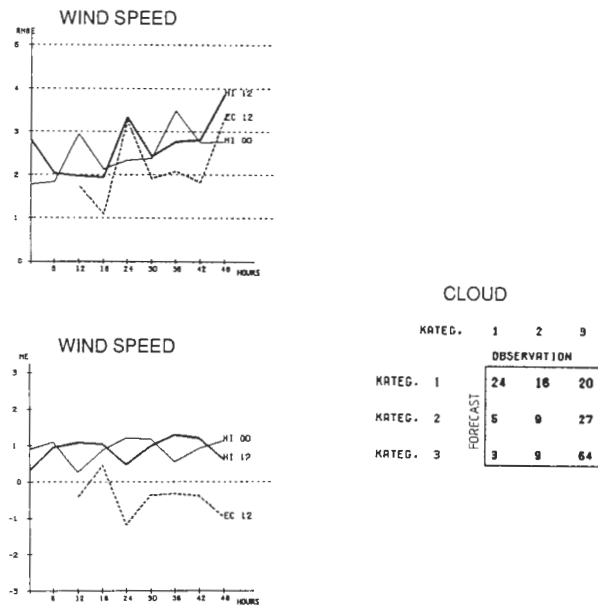 WIND SPEED
RMSE
5
4
3
2
1
0
HI 12
EC 12
HI 00
6 12 18 24 30 36 42 48 HOURS
WIND SPEED
ME
3
2
1
0
-1
-2
-3
HI 00
HI 12
EC 12
6 12 18 24 30 36 42 48 HOURS
CLOUD
KATEG. 1 2 3
OBSERVATION
FORECAST
KATEG. 1 24 16 20
KATEG. 2 5 9 27
KATEG. 3 3 9 64